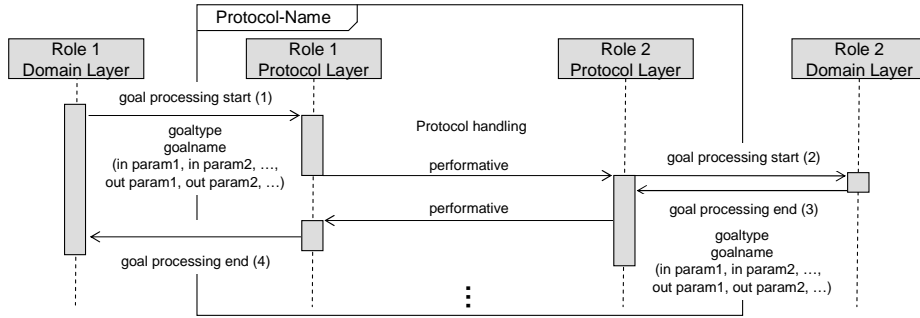 Protocol-Name
Role 1
Domain Layer
Role 1
Protocol Layer
Role 2
Protocol Layer
Role 2
Domain Layer
goal processing start (1)
goaltype
goalname
(in param1, in param2, …,
out param1, out param2, …)
Protocol handling
performative
goal processing start (2)
performative
goal processing end (3)
goaltype
goalname
(in param1, in param2, …,
out param1, out param2, …)
goal processing end (4)